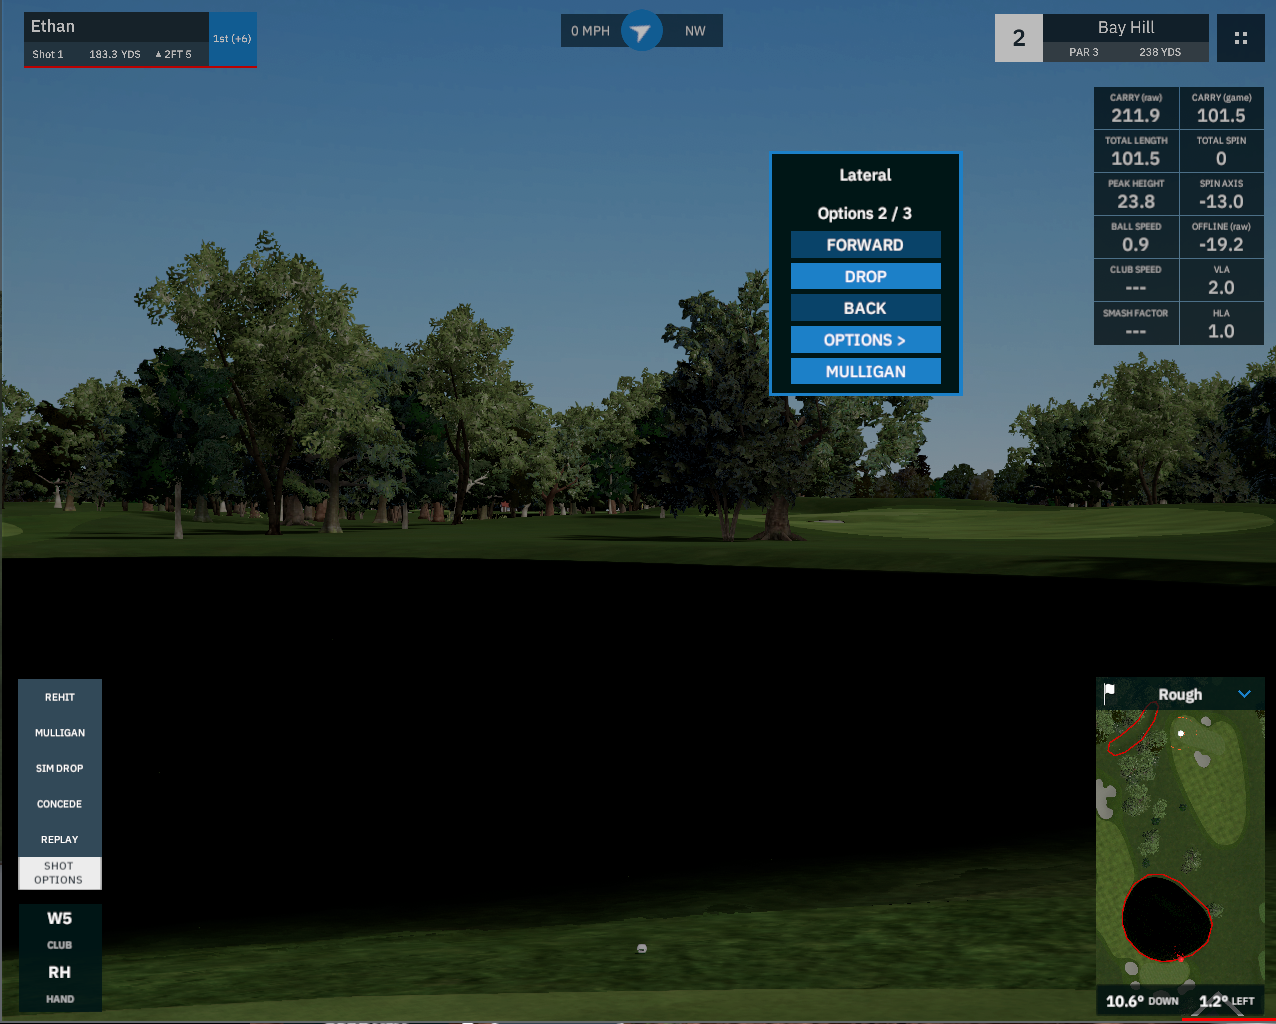 Ethan
Shot 1 183.3 YDS ▲ 2FT 5
1st (+6)
0 MPH NW
2
Bay Hill
PAR 3 238 YDS
CARRY (raw) CARRY (game)
211.9 101.5
TOTAL LENGTH TOTAL SPIN
101.5 0
PEAK HEIGHT SPIN AXIS
23.8 -13.0
BALL SPEED OFFLINE (raw)
0.9 -19.2
CLUB SPEED VLA
--- 2.0
SMASH FACTOR HLA
--- 1.0
Lateral
Options 2 / 3
FORWARD
DROP
BACK
OPTIONS >
MULLIGAN
REHIT
MULLIGAN
SIM DROP
CONCEDE
REPLAY
SHOT
OPTIONS
W5
CLUB
RH
HAND
Rough
10.6° DOWN 1.2° LEFT